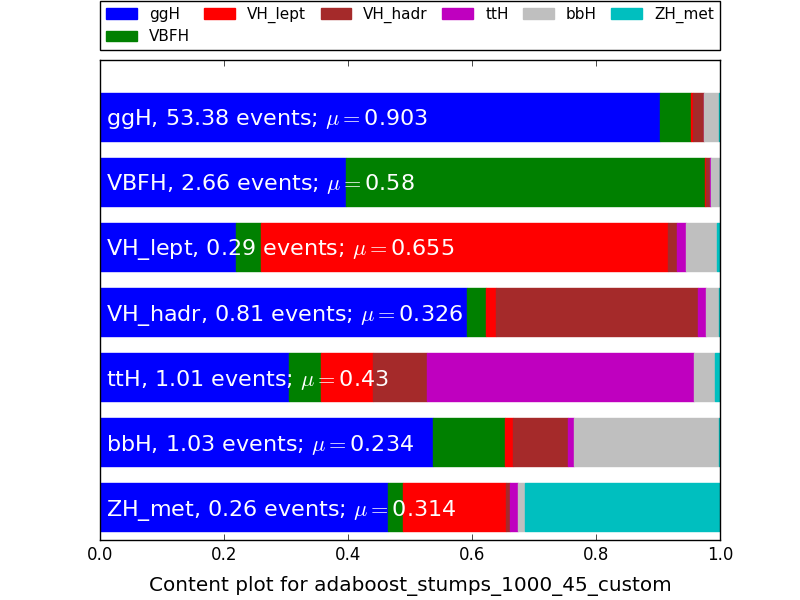 ggH VH_lept VH_hadr ttH bbH ZH_met
VBFH
ggH, 53.38 events; μ = 0.903
VBFH, 2.66 events; μ = 0.58
VH_lept, 0.29 events; μ = 0.655
VH_hadr, 0.81 events; μ = 0.326
ttH, 1.01 events; μ = 0.43
bbH, 1.03 events; μ = 0.234
ZH_met, 0.26 events; μ = 0.314
0.0 0.2 0.4 0.6 0.8 1.0
Content plot for adaboost_stumps_1000_45_custom